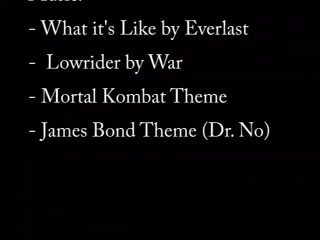 - What it's Like by Everlast
- Lowrider by War
- Mortal Kombat Theme
- James Bond Theme (Dr. No)